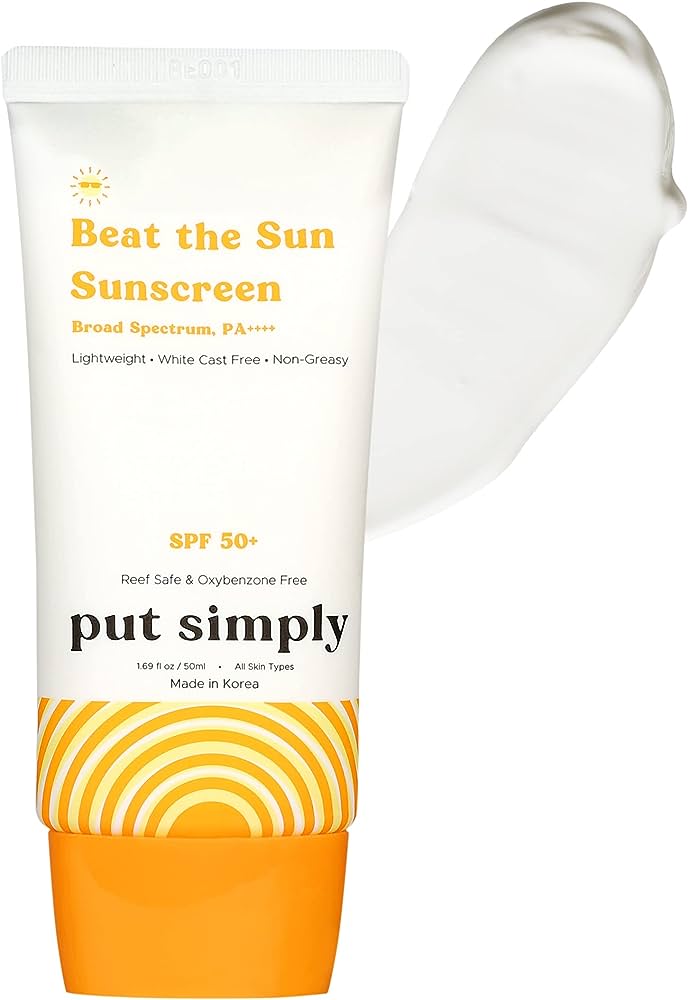 Beat the Sun
Sunscreen
Broad Spectrum, PA++++
Lightweight • White Cast Free • Non-Greasy
SPF 50+
Reef Safe & Oxybenzone Free
put simply
1.69 fl oz / 50ml • All Skin Types
Made in Korea